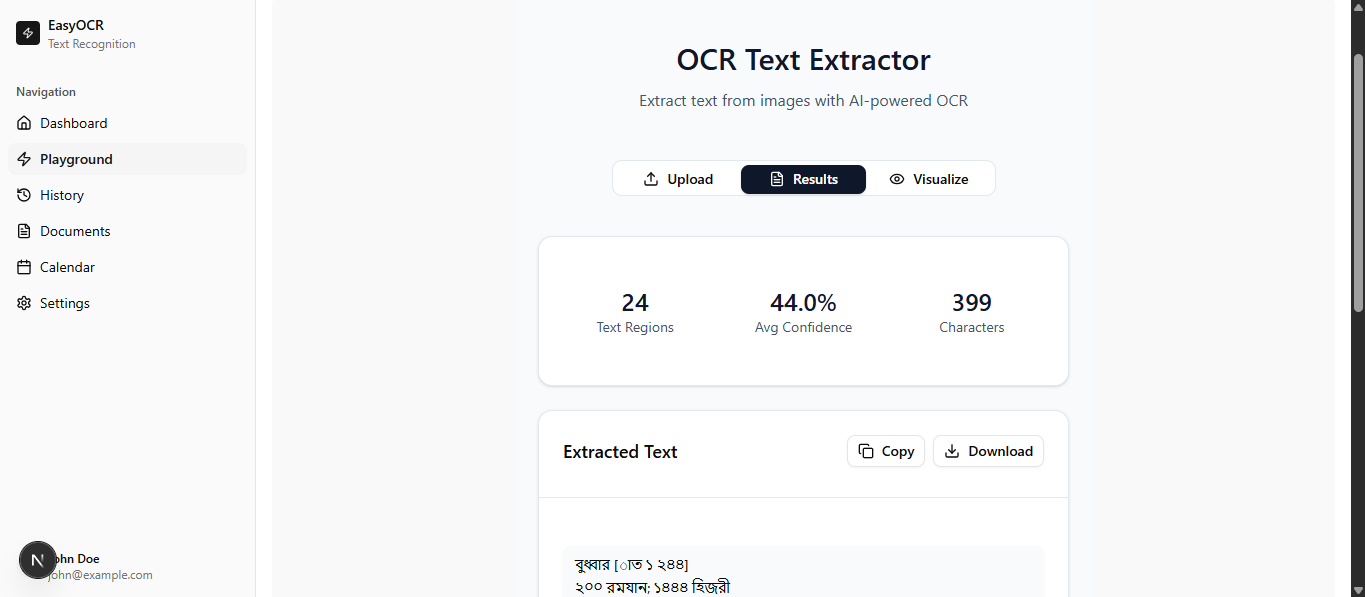 EasyOCR
Text Recognition
Navigation
Dashboard
Playground
History
Documents
Calendar
Settings
N
ohn Doe
john@example.com
OCR Text Extractor
Extract text from images with AI-powered OCR
Upload Results Visualize
24 44.0% 399
Text Regions Avg Confidence Characters
Extracted Text Copy Download
বুধ্বার [াত ১ ২৪৪]
২০০ রমযান; ১৪৪৪ হিজরী